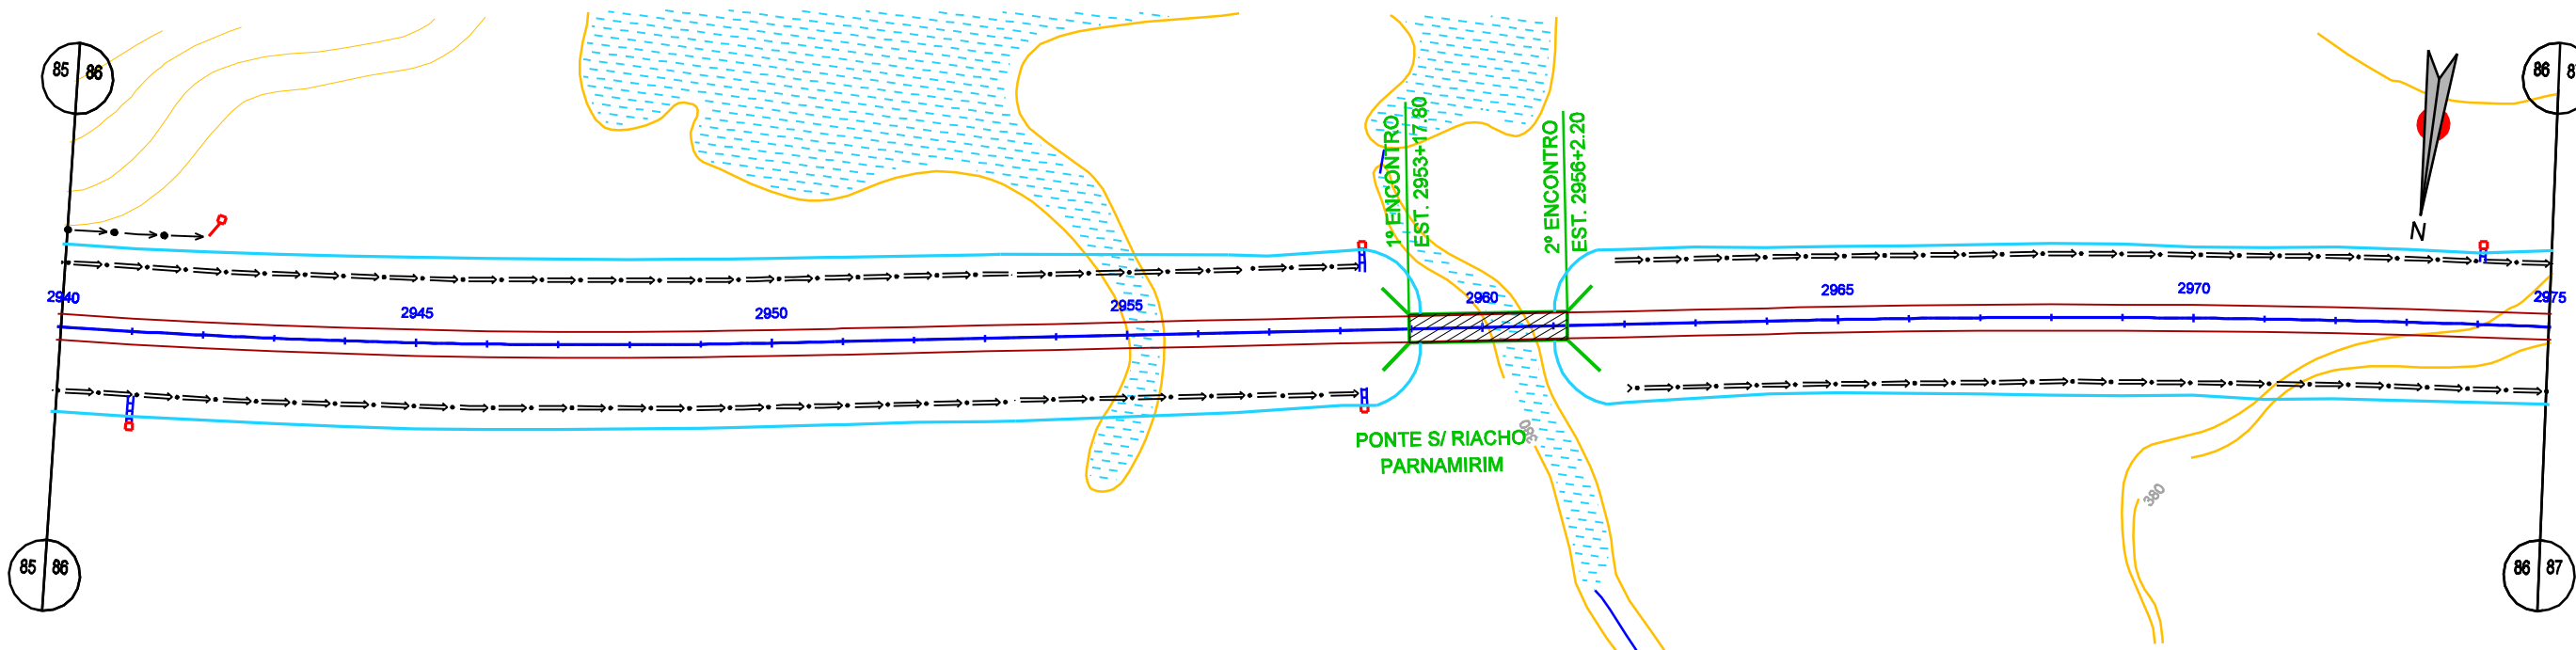 85 86
86
1º ENCONTRO
EST. 2953+17.80
2º ENCONTRO
EST. 2956+2.20
N
2940
2945
2950
2955
2960
2965
2970
2975
PONTE S/ RIACHO
PARNAMIRIM
380
380
85 86
86 87